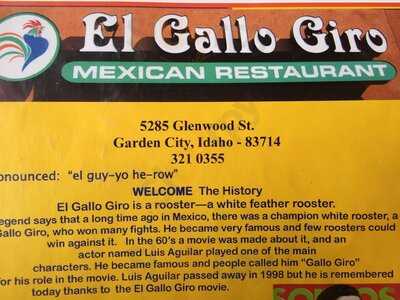 El Gallo Giro
MEXICAN RESTAURANT
5285 Glenwood St.
Garden City, Idaho - 83714
321 0355
onounced: "el guy-yo he-row"
WELCOME The History
El Gallo Giro is a rooster—a white feather rooster.
egend says that a long time ago in Mexico, there was a champion white rooster, a
Gallo Giro, who won many fights. He became very famous and few roosters could
win against it. In the 60's a movie was made about it, and an
actor named Luis Aguilar played one of the main
characters. He became famous and people called him "Gallo Giro"
for his role in the movie. Luis Aguilar passed away in 1998 but he is remembered
today thanks to the El Gallo Giro movie.